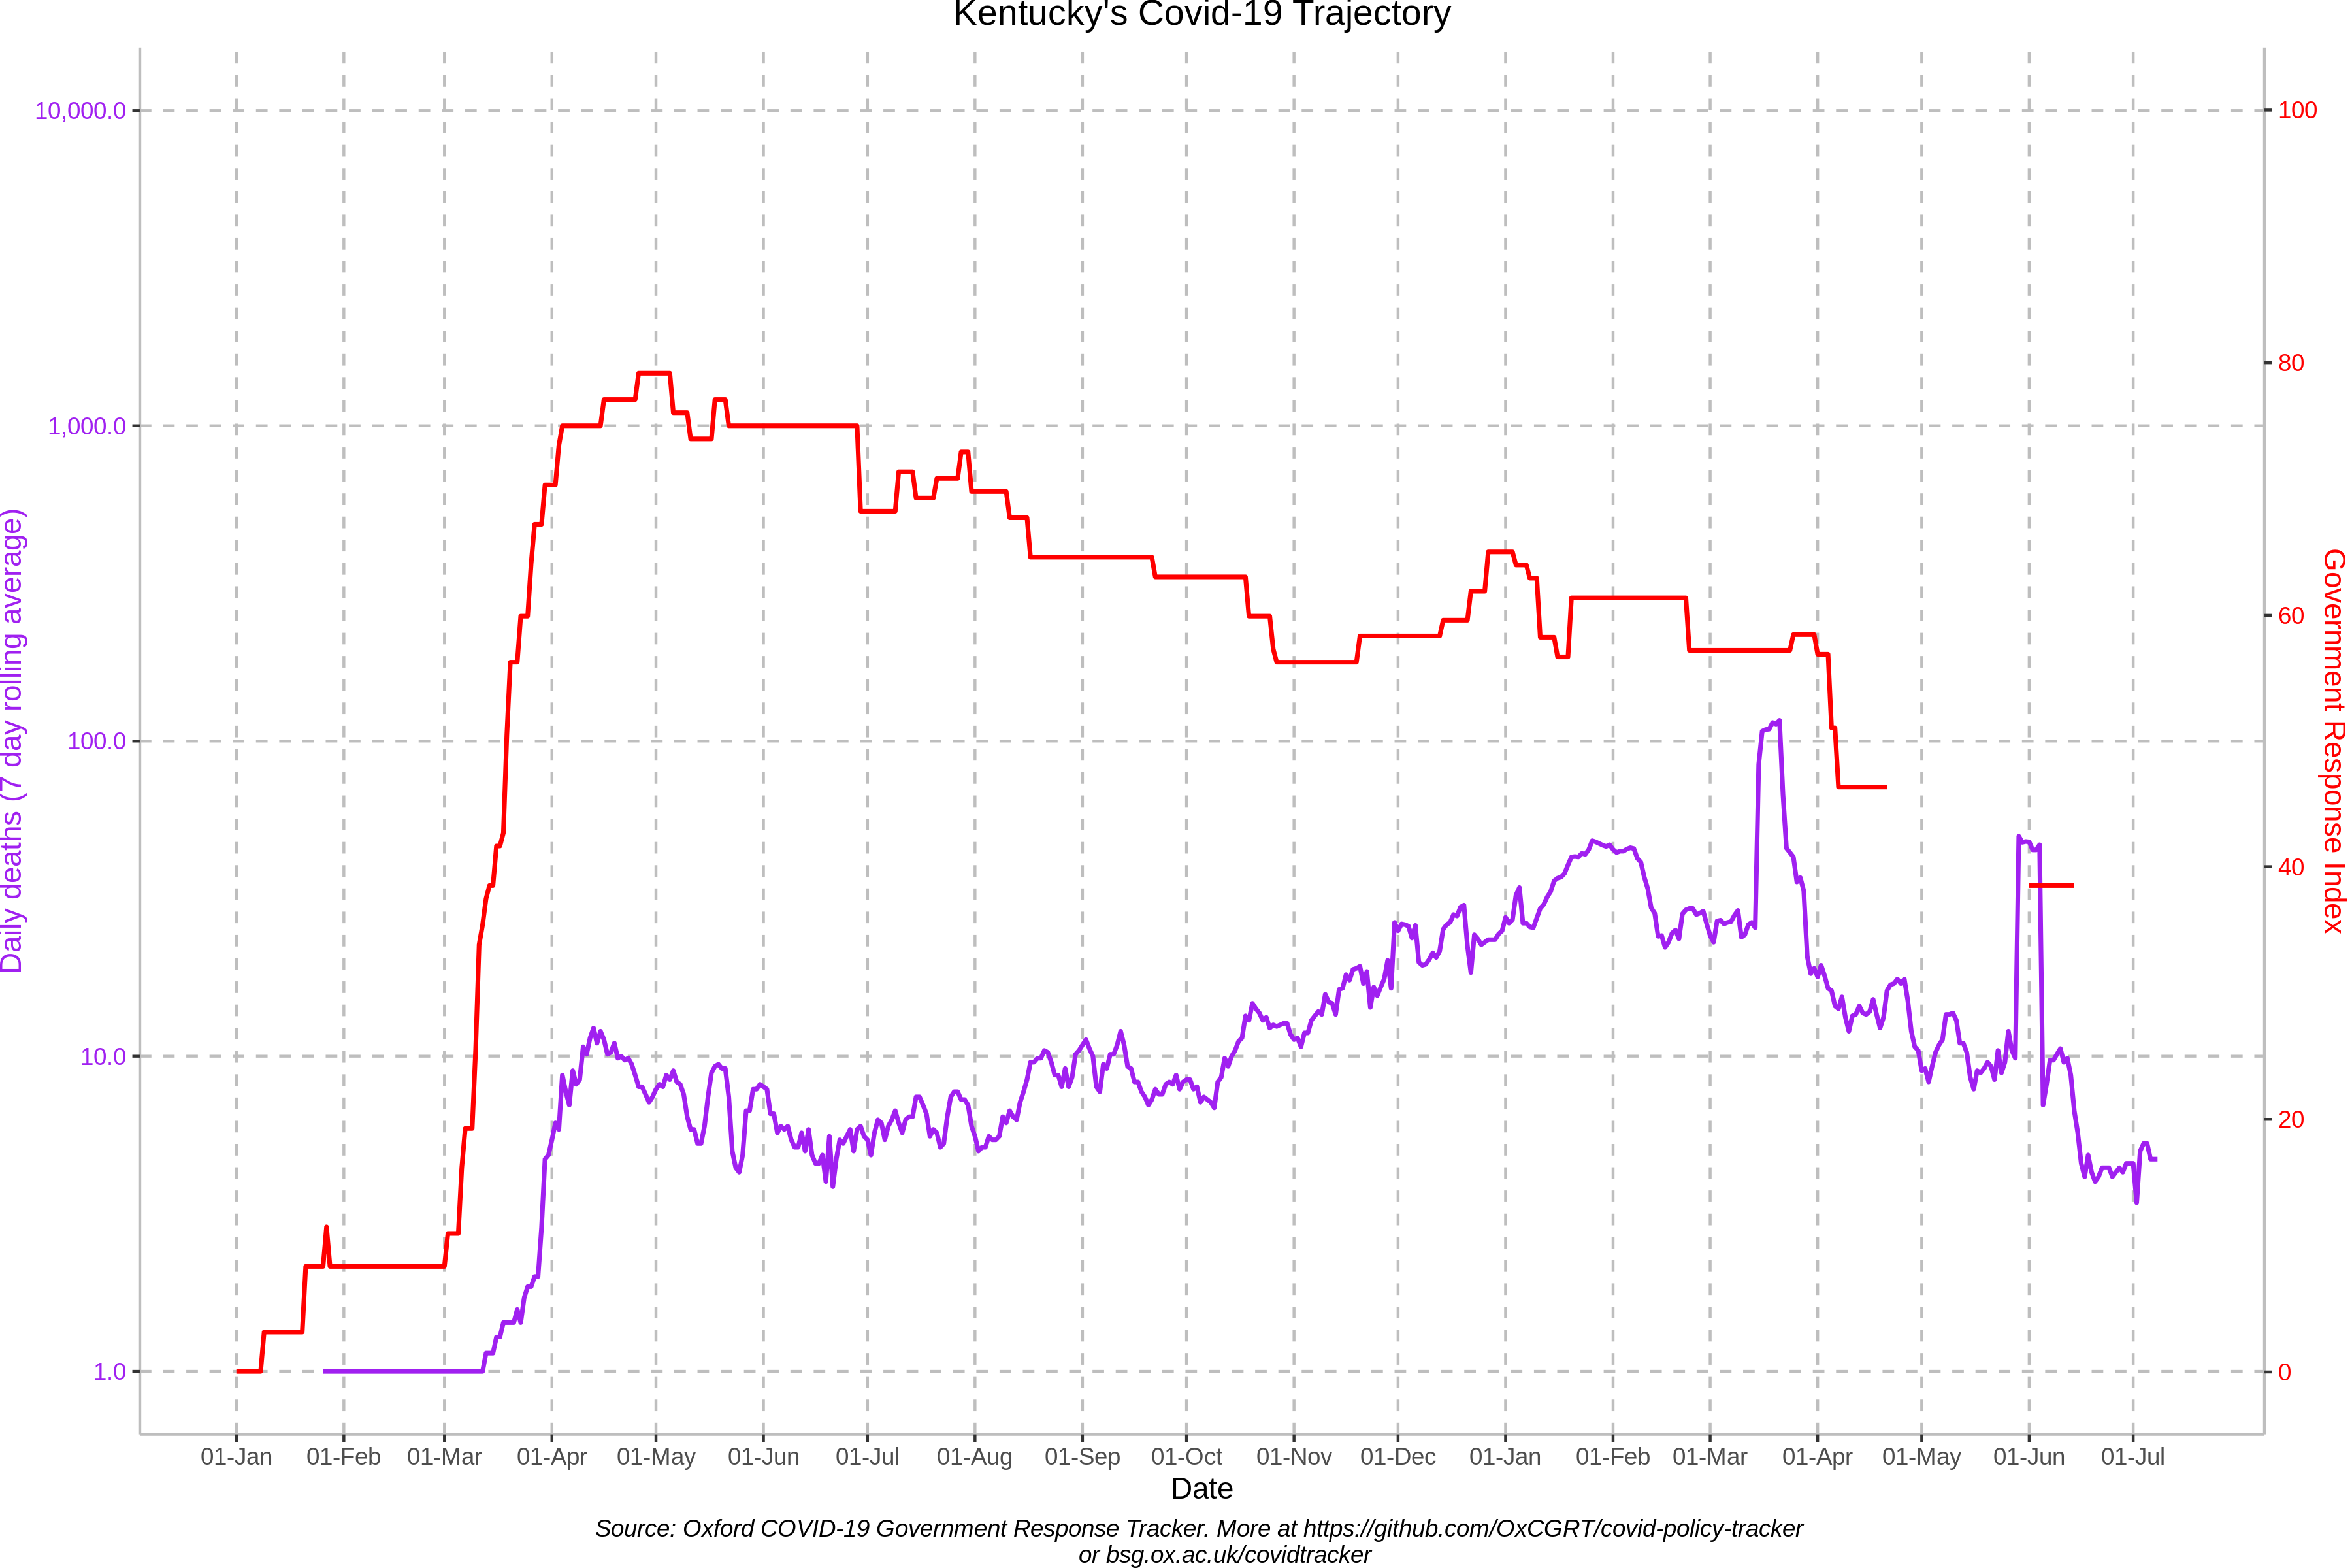 Kentucky's Covid-19 Trajectory
10,000.0
1,000.0
100.0
10.0
1.0
Daily deaths (7 day rolling average)
100
80
60
40
20
0
Government Response Index
01-Jan 01-Feb 01-Mar 01-Apr 01-May 01-Jun 01-Jul 01-Aug 01-Sep 01-Oct 01-Nov 01-Dec 01-Jan 01-Feb 01-Mar 01-Apr 01-May 01-Jun 01-Jul
Date
Source: Oxford COVID-19 Government Response Tracker. More at https://github.com/OxCGRT/covid-policy-tracker
or bsg.ox.ac.uk/covidtracker